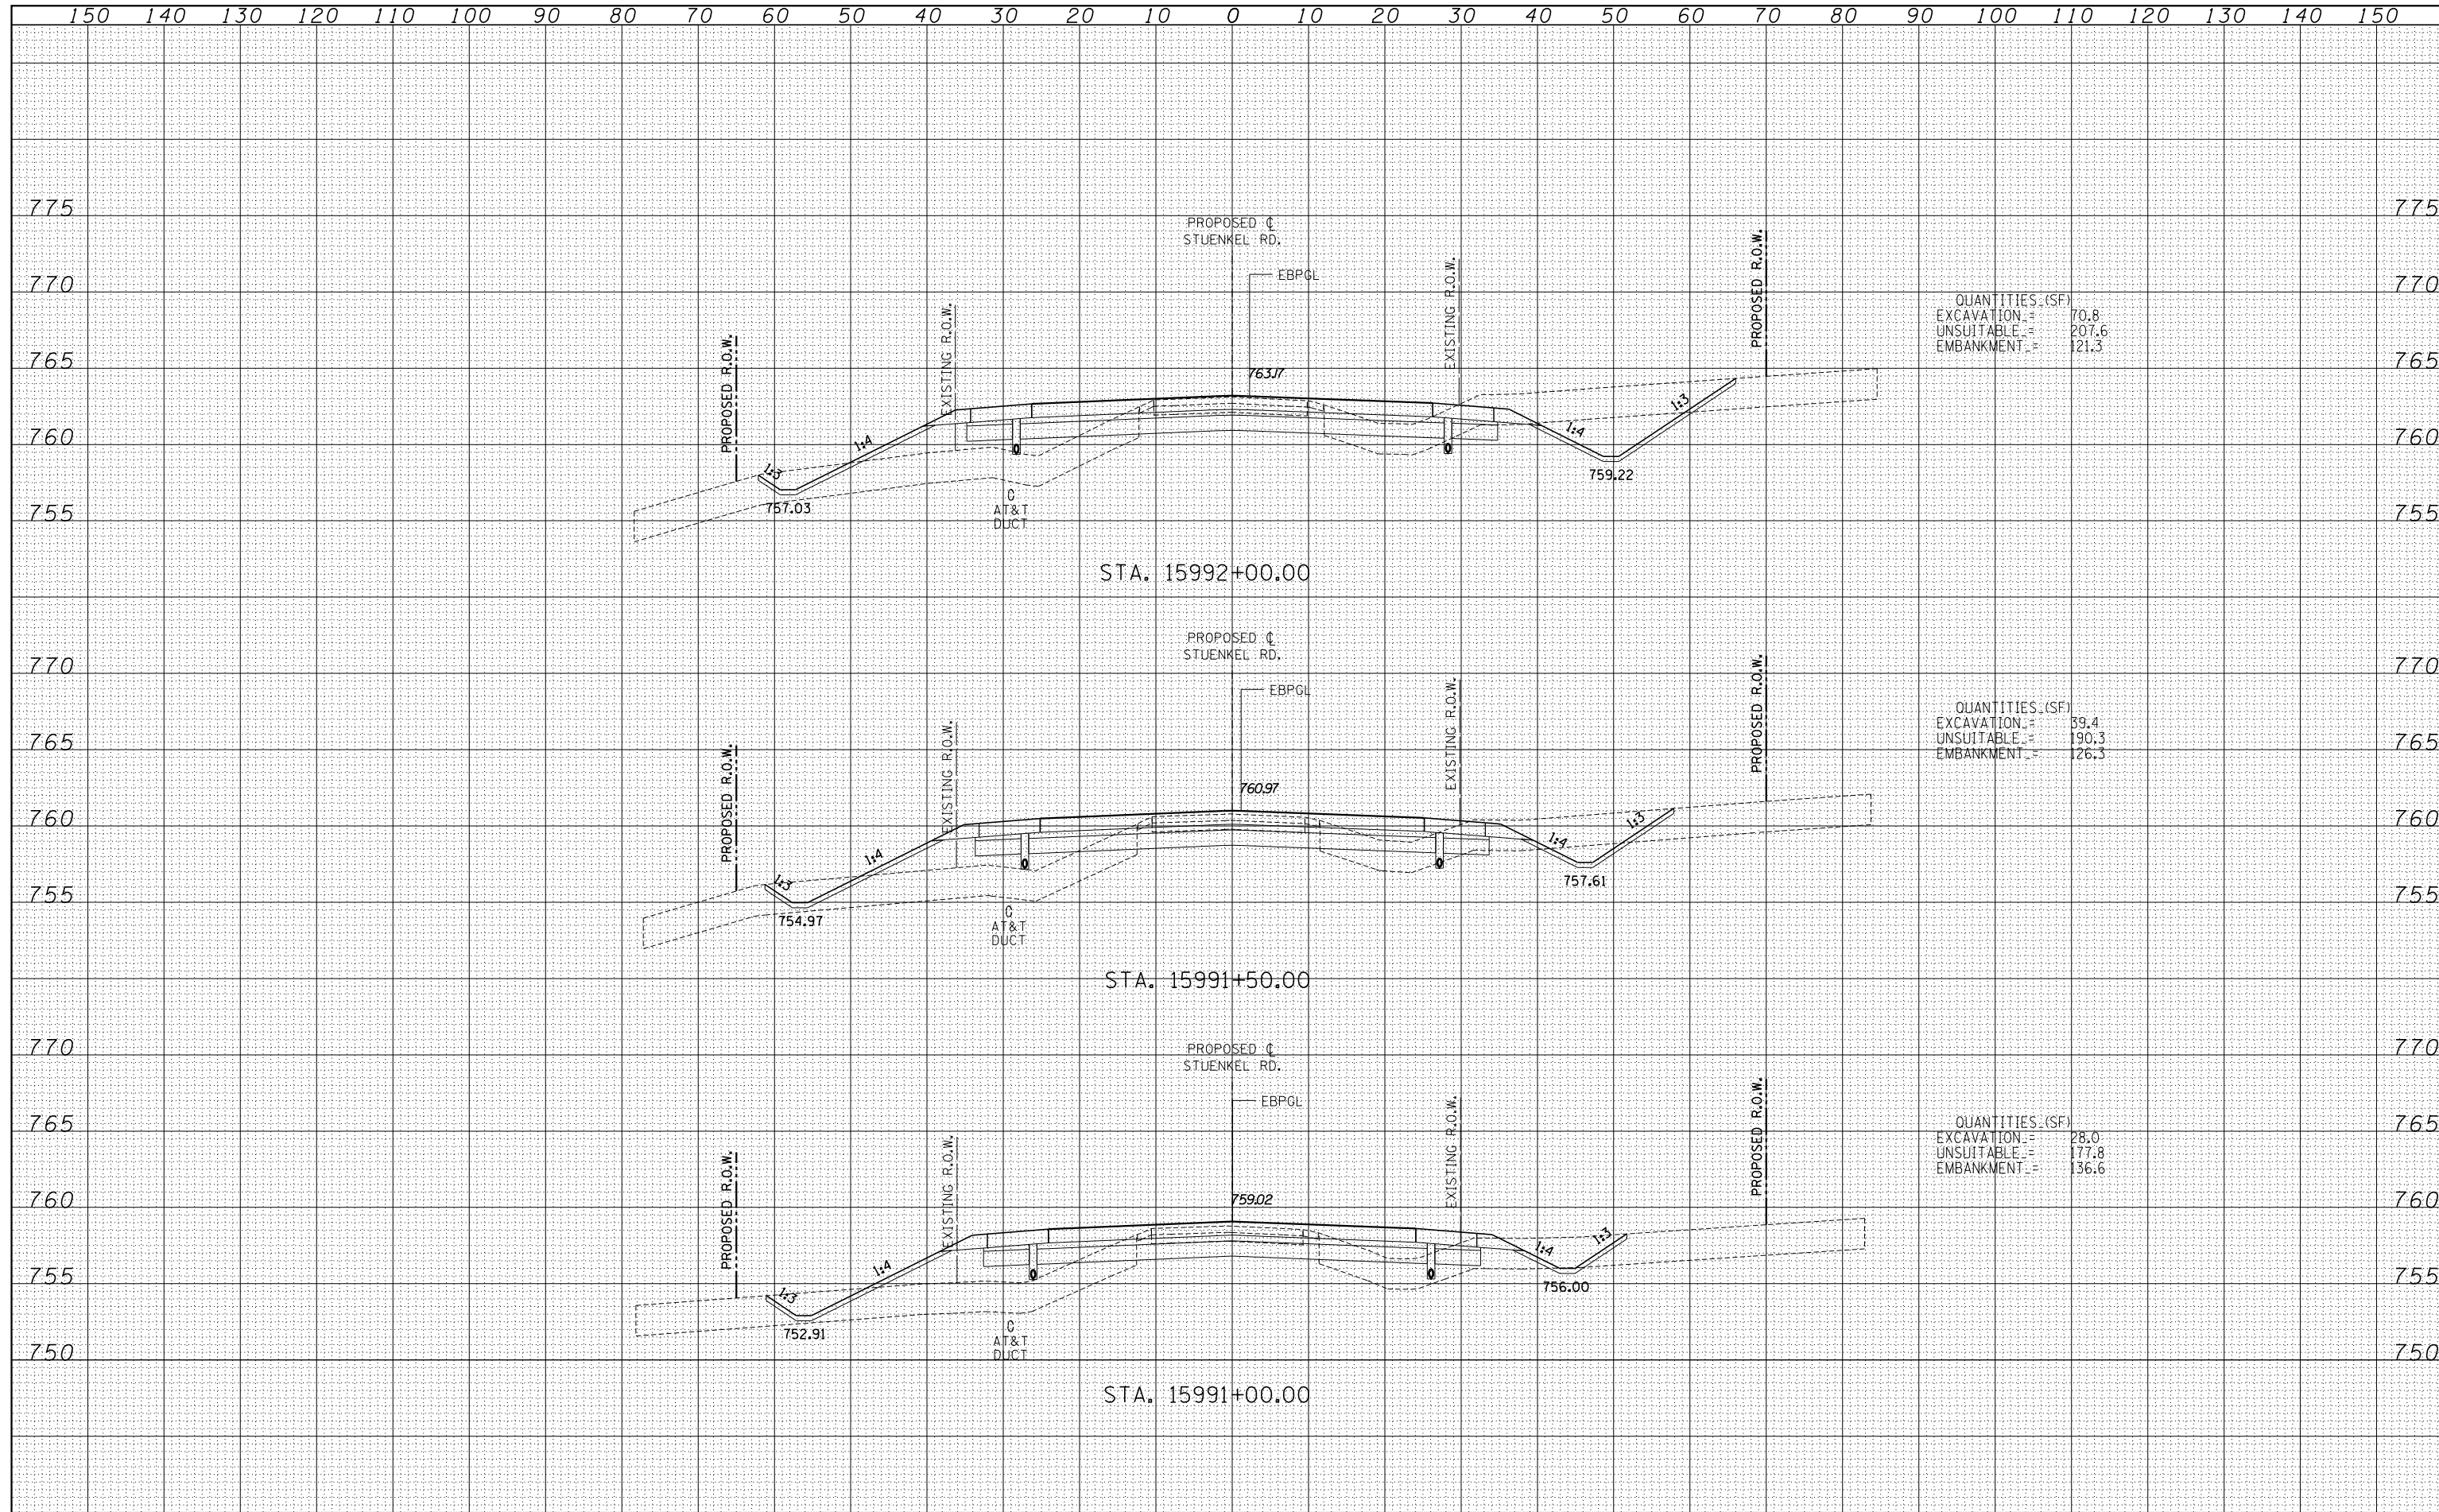 150 140 130 120 110 100 90 80 70 60 50 40 30 20 10 0 10 20 30 40 50 60 70 80 90 100 110 120 130 140 150
775 775
PROPOSED ℄
STUENKEL RD.
770 770
EBPGL
PROPOSED R.O.W.
EXISTING R.O.W.
EXISTING R.O.W.
PROPOSED R.O.W.
QUANTITIES (SF)
EXCAVATION = 70.8
UNSUITABLE = 207.6
EMBANKMENT = 121.3
765 765
763.17
760 760
1:3
1:4
1:4
1:3
757.03
759.22
755 755
C
AT&T
DUCT
STA. 15992+00.00
PROPOSED ℄
STUENKEL RD.
770 770
EBPGL
PROPOSED R.O.W.
EXISTING R.O.W.
EXISTING R.O.W.
PROPOSED R.O.W.
QUANTITIES (SF)
EXCAVATION = 39.4
UNSUITABLE = 190.3
EMBANKMENT = 126.3
765 765
760.97
760 760
1:3
1:4
1:4
1:3
754.97
757.61
755 755
C
AT&T
DUCT
STA. 15991+50.00
PROPOSED ℄
STUENKEL RD.
770 770
EBPGL
PROPOSED R.O.W.
EXISTING R.O.W.
EXISTING R.O.W.
PROPOSED R.O.W.
765 765
QUANTITIES (SF)
EXCAVATION = 28.0
UNSUITABLE = 177.8
EMBANKMENT = 136.6
760 760
759.02
1:3
1:4
1:4
1:3
755 755
752.91
756.00
C
AT&T
DUCT
750 750
STA. 15991+00.00